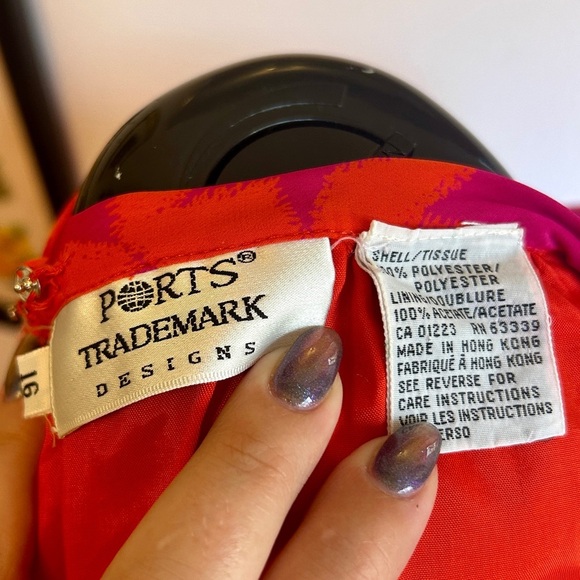 PORTS®
TRADEMARK
DESIGNS
16
SHELL/TISSUE
100% POLYESTER/
POLYESTER
LINING/DOUBLURE
100% ACETATE/ACETATE
CA 01223 RN 63339
MADE IN HONG KONG
FABRIQUÉ À HONG KONG
SEE REVERSE FOR
CARE INSTRUCTIONS
VOIR LES INSTRUCTIONS
VERSO